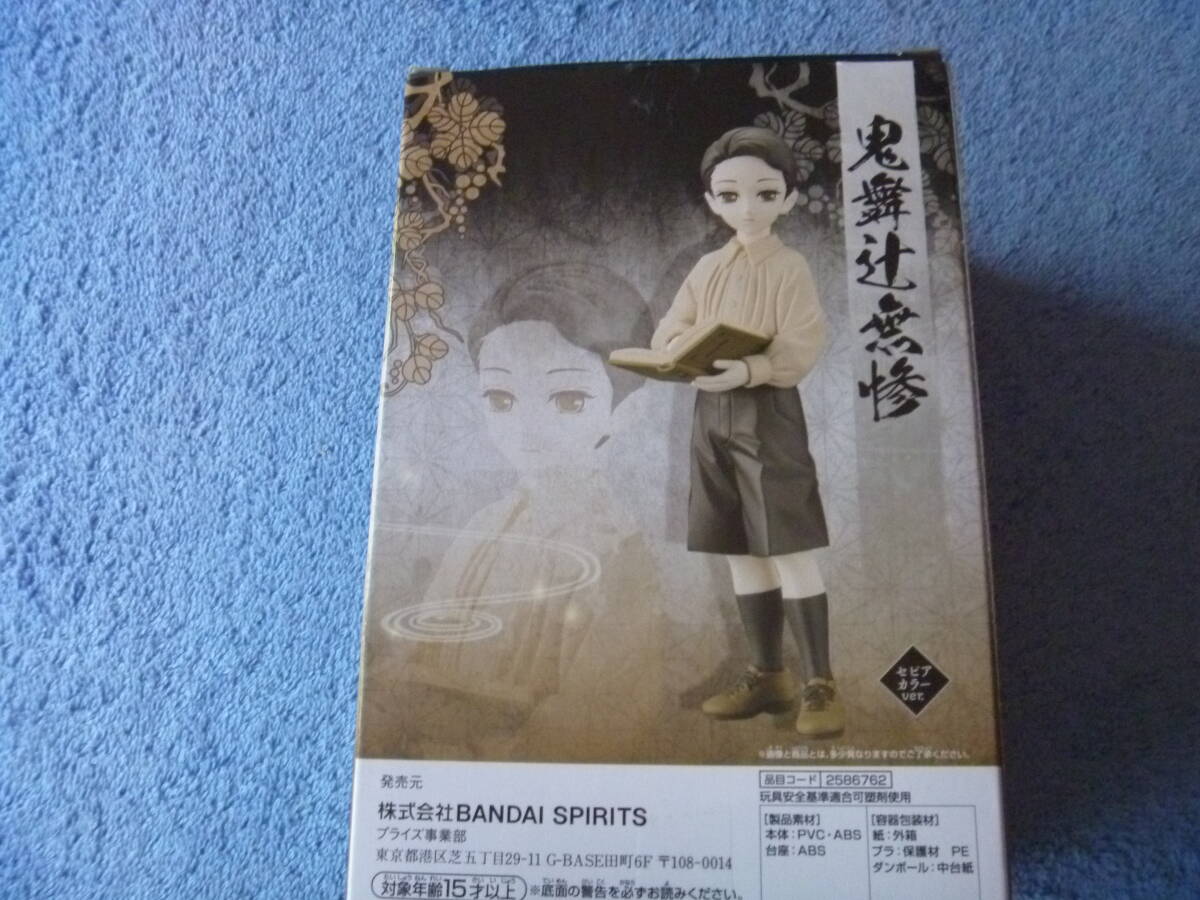 鬼舞辻無惨
セピア
カラー
ver.
※画像と商品とは、多少異なりますのでご了承ください。
発売元
株式会社BANDAI SPIRITS
プライズ事業部
東京都港区芝五丁目29-11 G-BASE田町6F 〒108-0014
対象年齢15才以上 ※底面の警告を必ずお読みください。
品目コード 2586762
玩具安全基準適合可塑剤使用
[製品素材]
本体:PVC・ABS
台座:ABS
[容器包装材]
紙:外箱
プラ:保護材 PE
ダンボール:中台紙